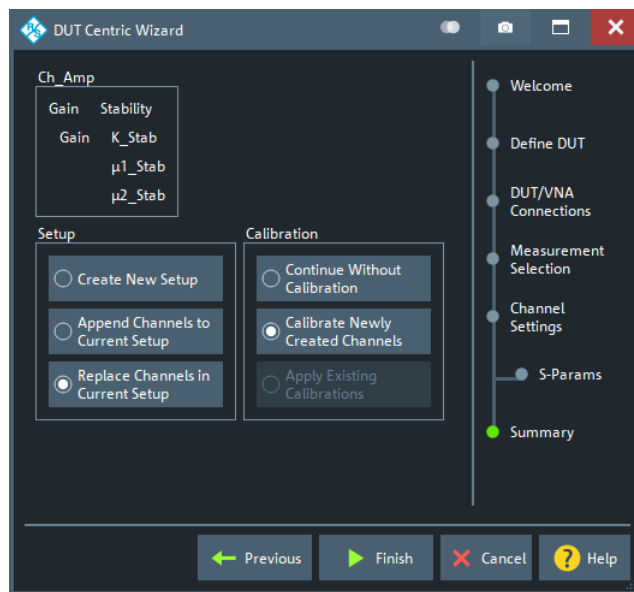 DUT Centric Wizard
Ch_Amp
Gain Stability
Gain K_Stab
µ1_Stab
µ2_Stab
Setup
Create New Setup
Append Channels to
Current Setup
Replace Channels in
Current Setup
Calibration
Continue Without
Calibration
Calibrate Newly
Created Channels
Apply Existing
Calibrations
Welcome
Define DUT
DUT/VNA
Connections
Measurement
Selection
Channel
Settings
S-Params
Summary
Previous
Finish
Cancel
? Help